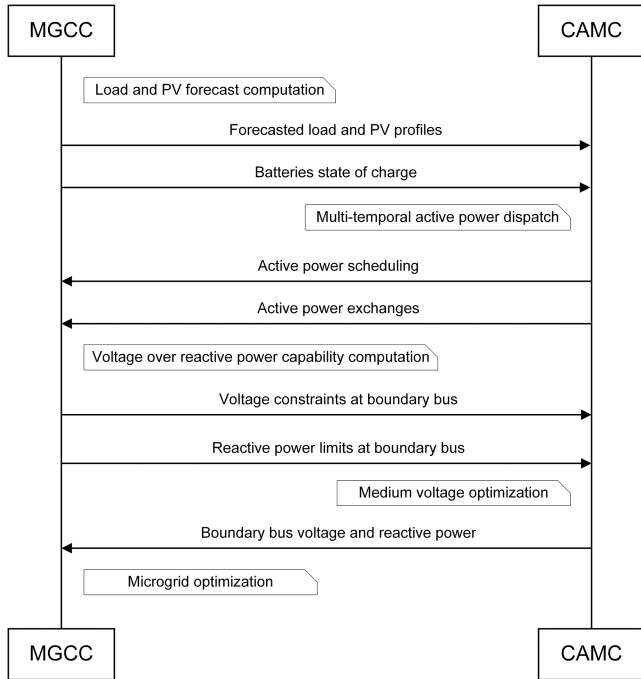 MGCC
CAMC
Load and PV forecast computation
Forecasted load and PV profiles
Batteries state of charge
Multi-temporal active power dispatch
Active power scheduling
Active power exchanges
Voltage over reactive power capability computation
Voltage constraints at boundary bus
Reactive power limits at boundary bus
Medium voltage optimization
Boundary bus voltage and reactive power
Microgrid optimization
MGCC
CAMC